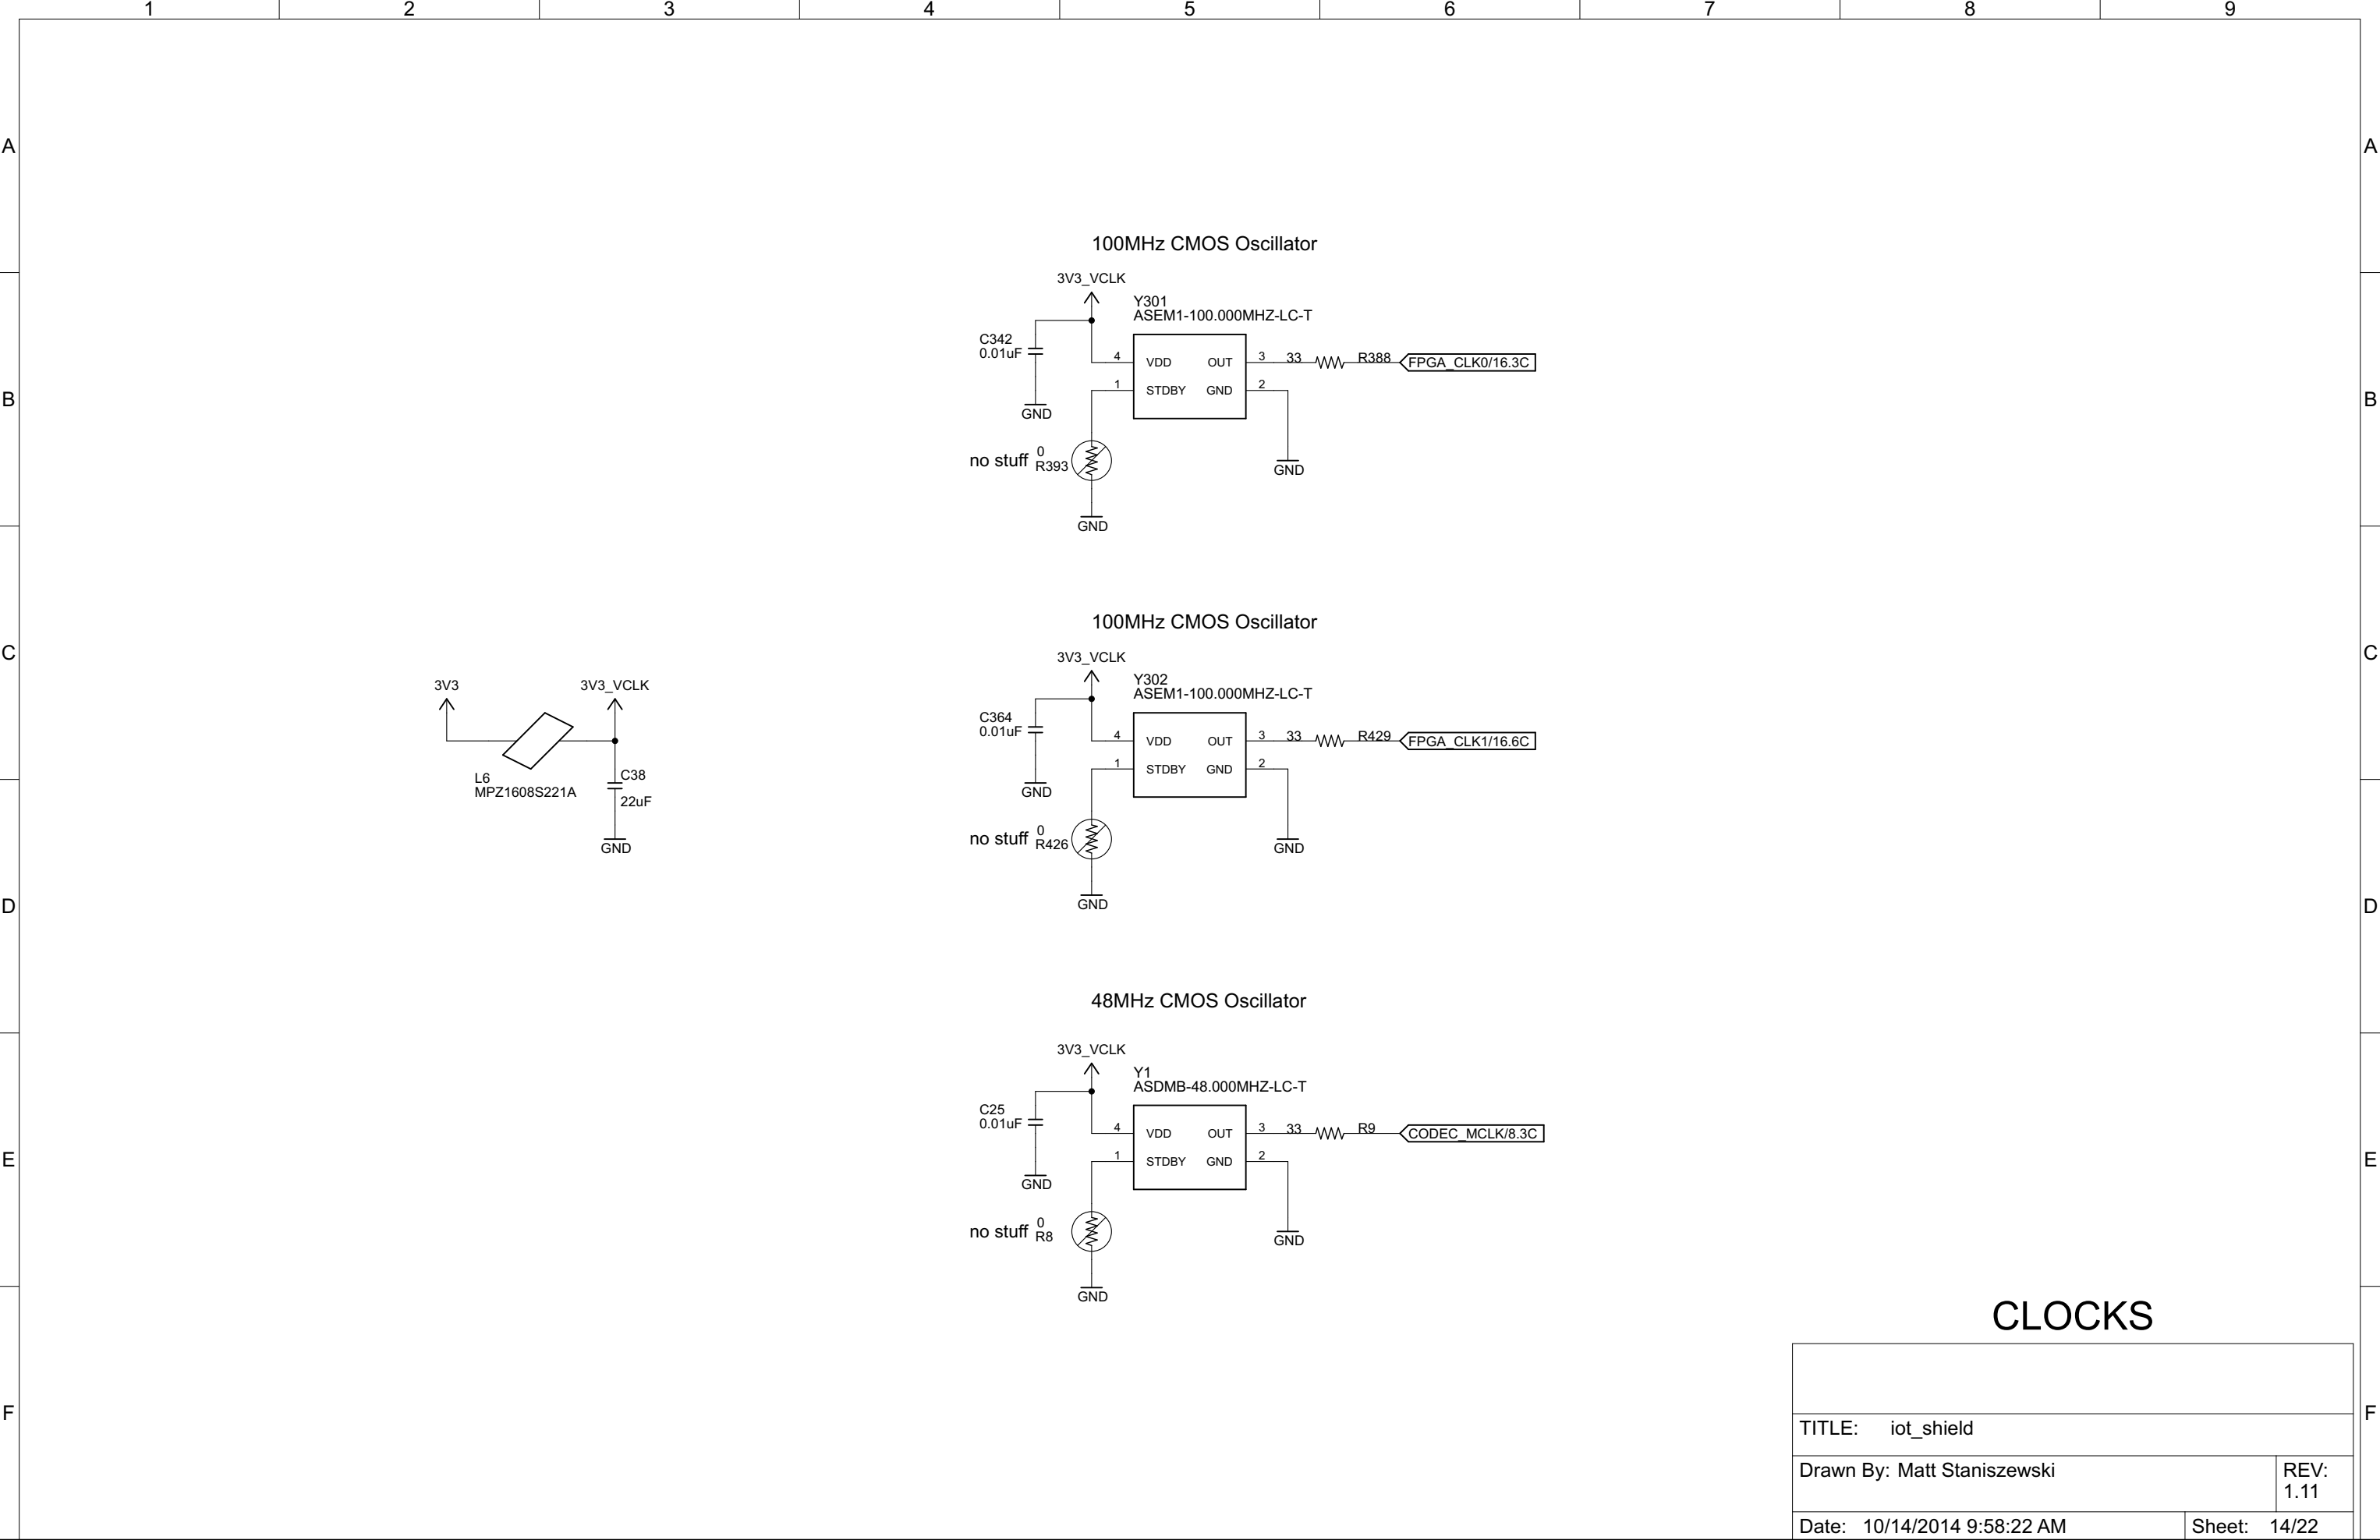 1 2 3 4 5 6 7 8 9
A A
100MHz CMOS Oscillator
3V3_VCLK
Y301
ASEM1-100.000MHZ-LC-T
C342
0.01uF
4 VDD OUT 3 33 R388 FPGA_CLK0/16.3C
1 STDBY GND 2
B B
GND
no stuff 0
R393
GND
GND
100MHz CMOS Oscillator
C C
3V3_VCLK
Y302
ASEM1-100.000MHZ-LC-T
3V3 3V3_VCLK
C364
0.01uF
4 VDD OUT 3 33 R429 FPGA_CLK1/16.6C
1 STDBY GND 2
L6
MPZ1608S221A
C38
22uF
GND
GND
no stuff 0
R426
GND
GND
D D
48MHz CMOS Oscillator
3V3_VCLK
Y1
ASDMB-48.000MHZ-LC-T
C25
0.01uF
4 VDD OUT 3 33 R9 CODEC_MCLK/8.3C
1 STDBY GND 2
E E
GND
no stuff 0
R8
GND
GND
CLOCKS
F F
TITLE: iot_shield
Drawn By: Matt Staniszewski
REV:
1.11
Date: 10/14/2014 9:58:22 AM
Sheet: 14/22